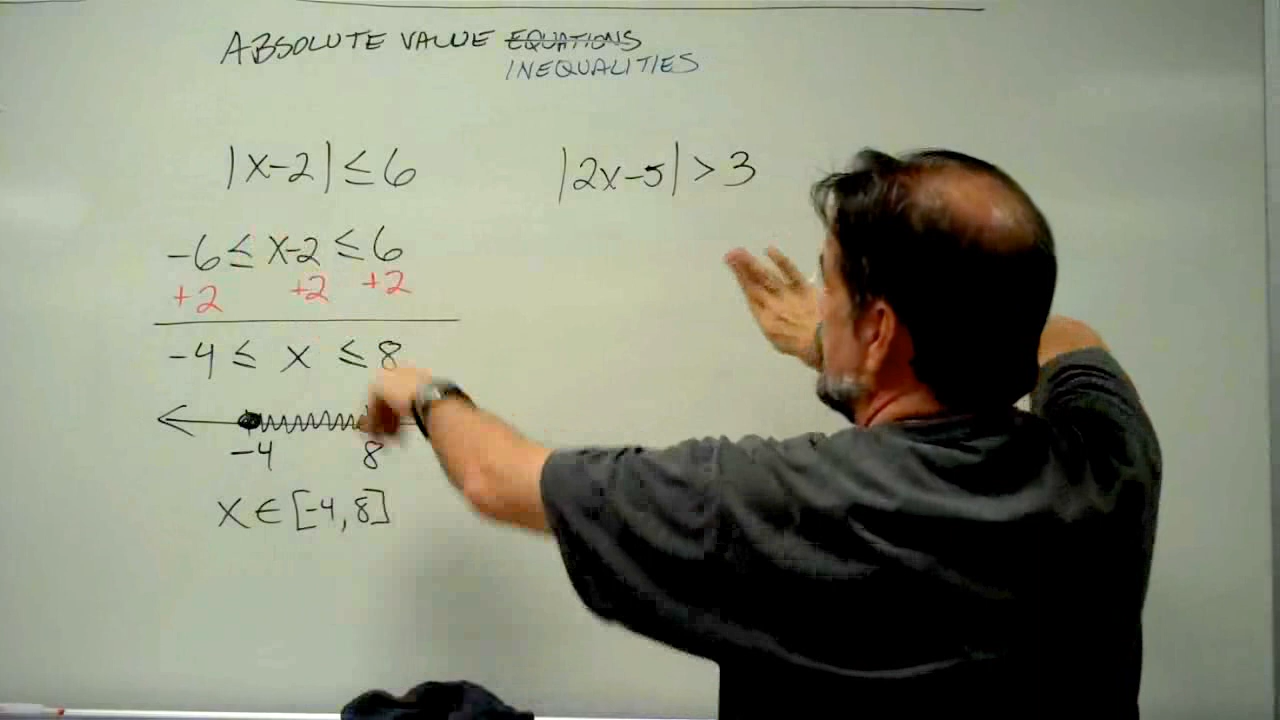 ABSOLUTE VALUE EQUATIONS
INEQUALITIES
|x-2| ≤ 6
-6 ≤ x-2 ≤ 6
+2 +2 +2
-4 ≤ x ≤ 8
-4 8
x ∈ [-4, 8]
|2x-5| > 3